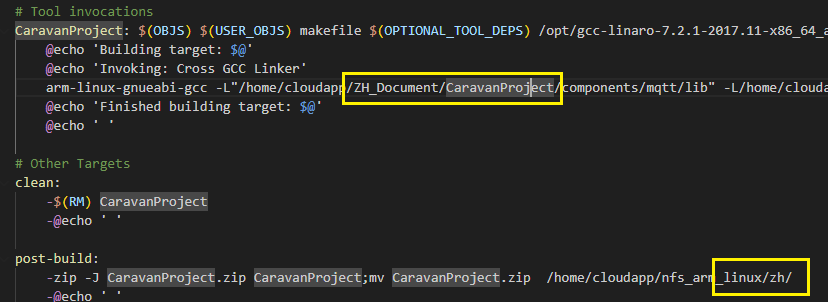 # Tool invocations
CaravanProject: $(OBJS) $(USER_OBJS) makefile $(OPTIONAL_TOOL_DEPS) /opt/gcc-linaro-7.2.1-2017.11-x86_64_a
@echo 'Building target: $@'
@echo 'Invoking: Cross GCC Linker'
arm-linux-gnueabi-gcc -L"/home/cloudapp/ZH_Document/CaravanProject/components/mqtt/lib" -L/home/clouda
@echo 'Finished building target: $@'
@echo ' '
# Other Targets
clean:
-$(RM) CaravanProject
-@echo ' '
post-build:
-zip -J CaravanProject.zip CaravanProject;mv CaravanProject.zip  /home/cloudapp/nfs_arm_linux/zh/
-@echo ' '